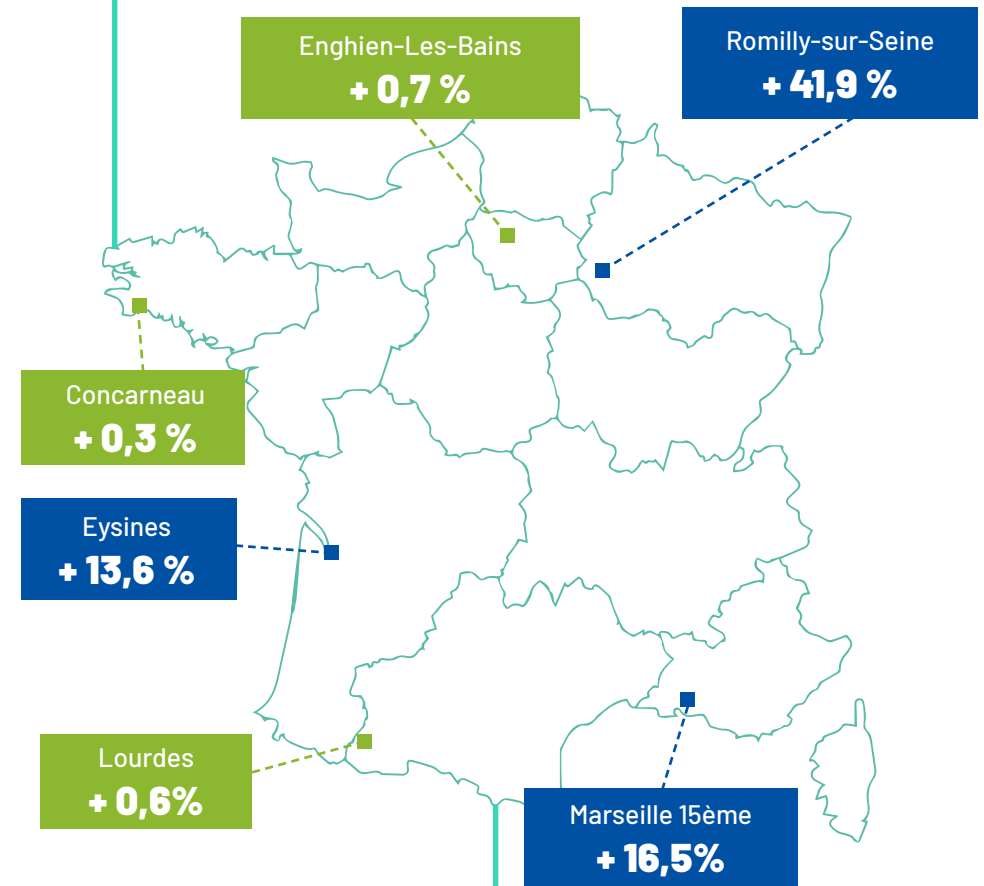 Enghien-Les-Bains
+ 0,7 %
Romilly-sur-Seine
+ 41,9 %
Concarneau
+ 0,3 %
Eysines
+ 13,6 %
Lourdes
+ 0,6%
Marseille 15ème
+ 16,5%